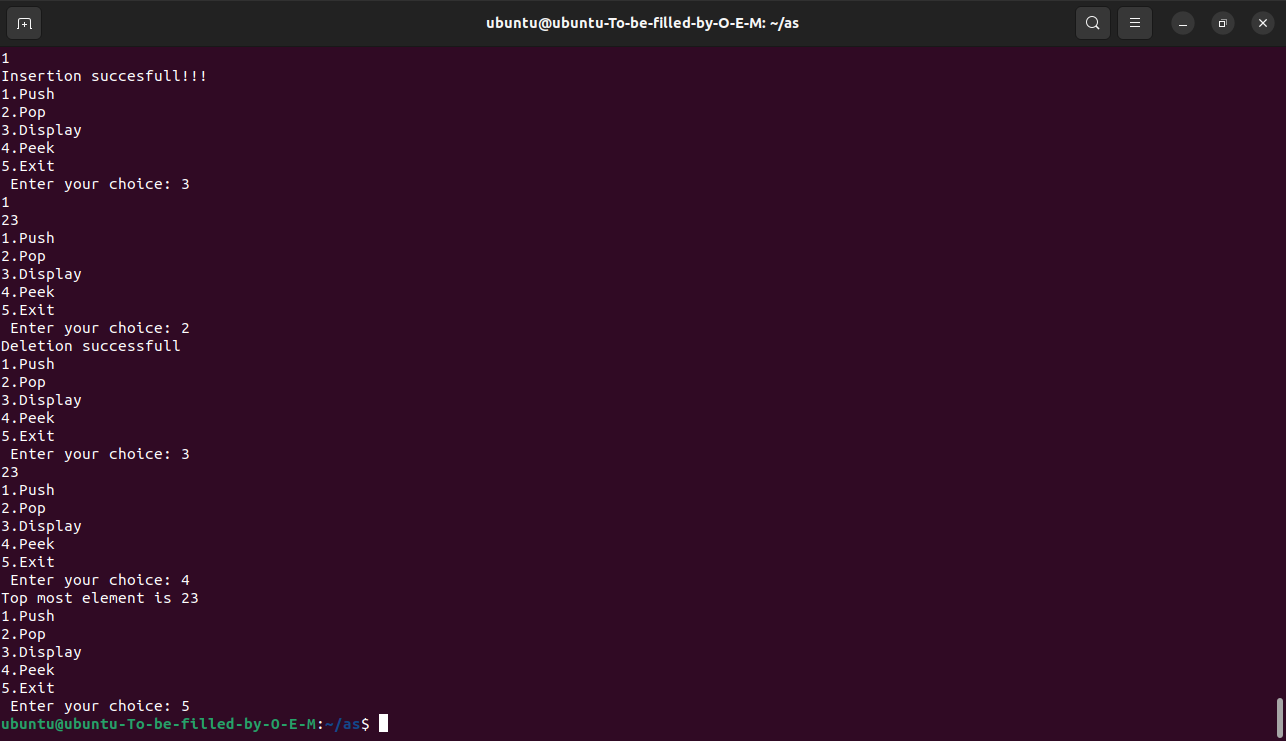 ubuntu@ubuntu-To-be-filled-by-O-E-M: ~/as
1
Insertion succesfull!!!
1.Push
2.Pop
3.Display
4.Peek
5.Exit
 Enter your choice: 3
1
23
1.Push
2.Pop
3.Display
4.Peek
5.Exit
 Enter your choice: 2
Deletion successfull
1.Push
2.Pop
3.Display
4.Peek
5.Exit
 Enter your choice: 3
23
1.Push
2.Pop
3.Display
4.Peek
5.Exit
 Enter your choice: 4
Top most element is 23
1.Push
2.Pop
3.Display
4.Peek
5.Exit
 Enter your choice: 5
ubuntu@ubuntu-To-be-filled-by-O-E-M:~/as$